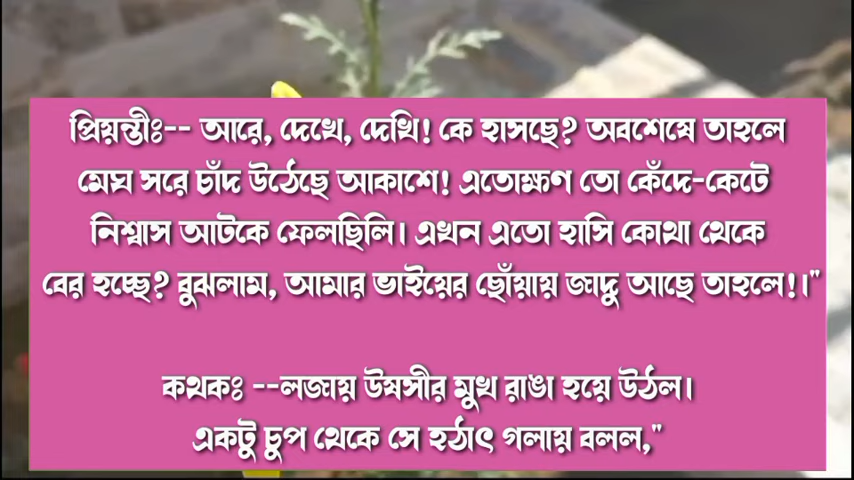 প্রিয়ন্তীঃ-- আরে, দেখে, দেখি! কে হাসছে? অবশেষে তাহলে
মেঘ সরে চাঁদ উঠেছে আকাশে! এতোক্ষণ তো কেঁদে-কেটে
নিশ্বাস আটকে ফেলছিলি। এখন এতো হাসি কোথা থেকে
বের হচ্ছে? বুঝলাম, আমার ভাইয়ের ছোঁয়ায় জাদু আছে তাহলে!।"
কথকঃ --লজায় উষসীর মুখ রাঙা হয়ে উঠল।
একটু চুপ থেকে সে হঠাৎ গলায় বলল,"